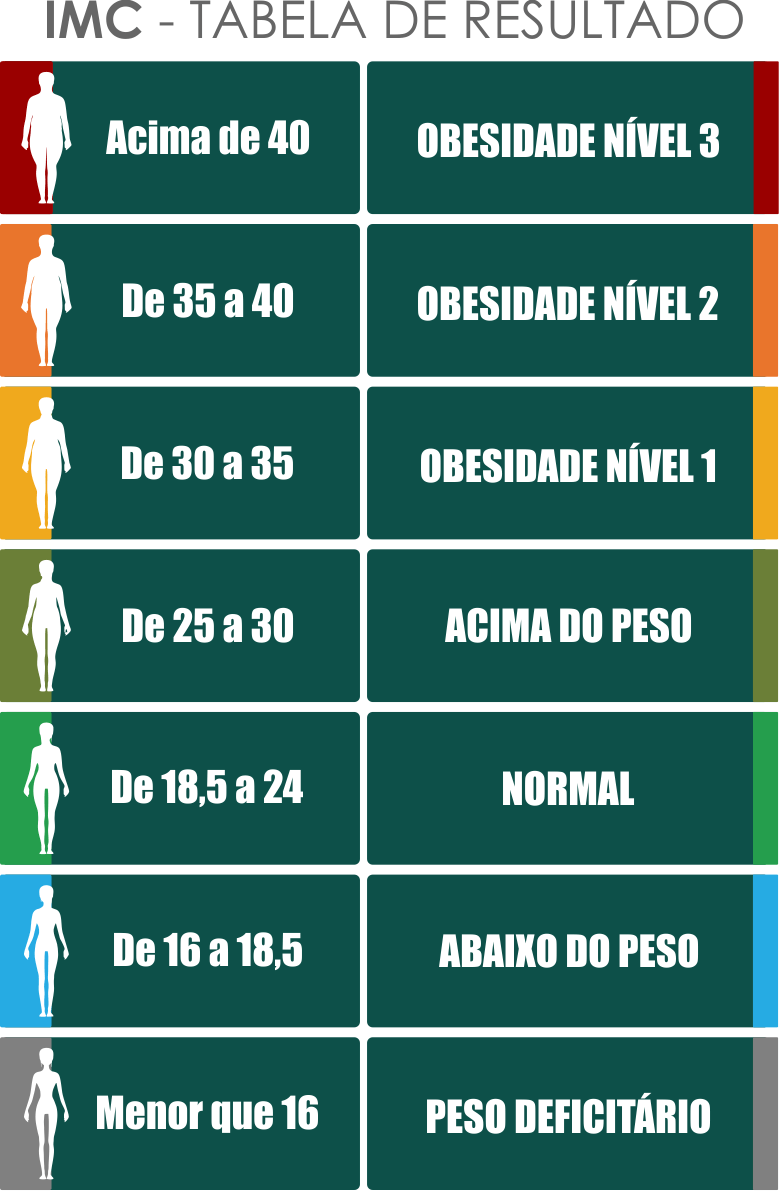 IMC - TABELA DE RESULTADO
Acima de 40
OBESIDADE NÍVEL 3
De 35 a 40
OBESIDADE NÍVEL 2
De 30 a 35
OBESIDADE NÍVEL 1
De 25 a 30
ACIMA DO PESO
De 18,5 a 24
NORMAL
De 16 a 18,5
ABAIXO DO PESO
Menor que 16
PESO DEFICITÁRIO